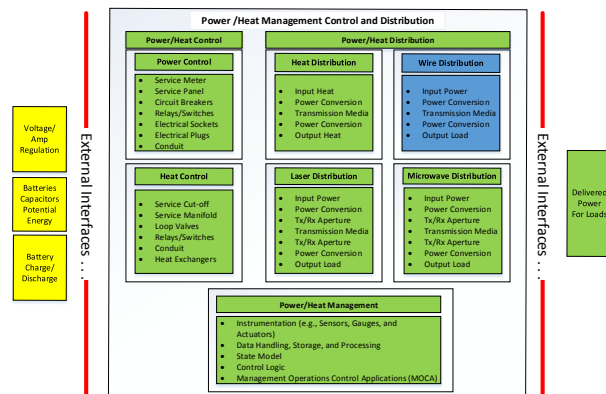 Power /Heat Management Control and Distribution
Power/Heat Control
Power/Heat Distribution
Power Control
• Service Meter
• Service Panel
• Circuit Breakers
• Relays/Switches
• Electrical Sockets
• Electrical Plugs
• Conduit
Heat Distribution
• Input Heat
• Power Conversion
• Transmission Media
• Power Conversion
• Output Heat
Wire Distribution
• Input Power
• Power Conversion
• Transmission Media
• Power Conversion
• Output Load
Heat Control
• Service Cut-off
• Service Manifold
• Loop Valves
• Relays/Switches
• Conduit
• Heat Exchangers
Laser Distribution
• Input Power
• Power Conversion
• Tx/Rx Aperture
• Transmission Media
• Tx/Rx Aperture
• Power Conversion
• Output Load
Microwave Distribution
• Input Power
• Power Conversion
• Tx/Rx Aperture
• Transmission Media
• Tx/Rx Aperture
• Power Conversion
• Output Load
Power/Heat Management
• Instrumentation (e.g., Sensors, Gauges, and
Actuators)
• Data Handling, Storage, and Processing
• State Model
• Control Logic
• Management Operations Control Applications (MOCA)
Voltage/
Amp
Regulation
Batteries
Capacitors
Potential
Energy
Battery
Charge/
Discharge
External Interfaces . . .
External Interfaces . . .
Delivered
Power
For Loads